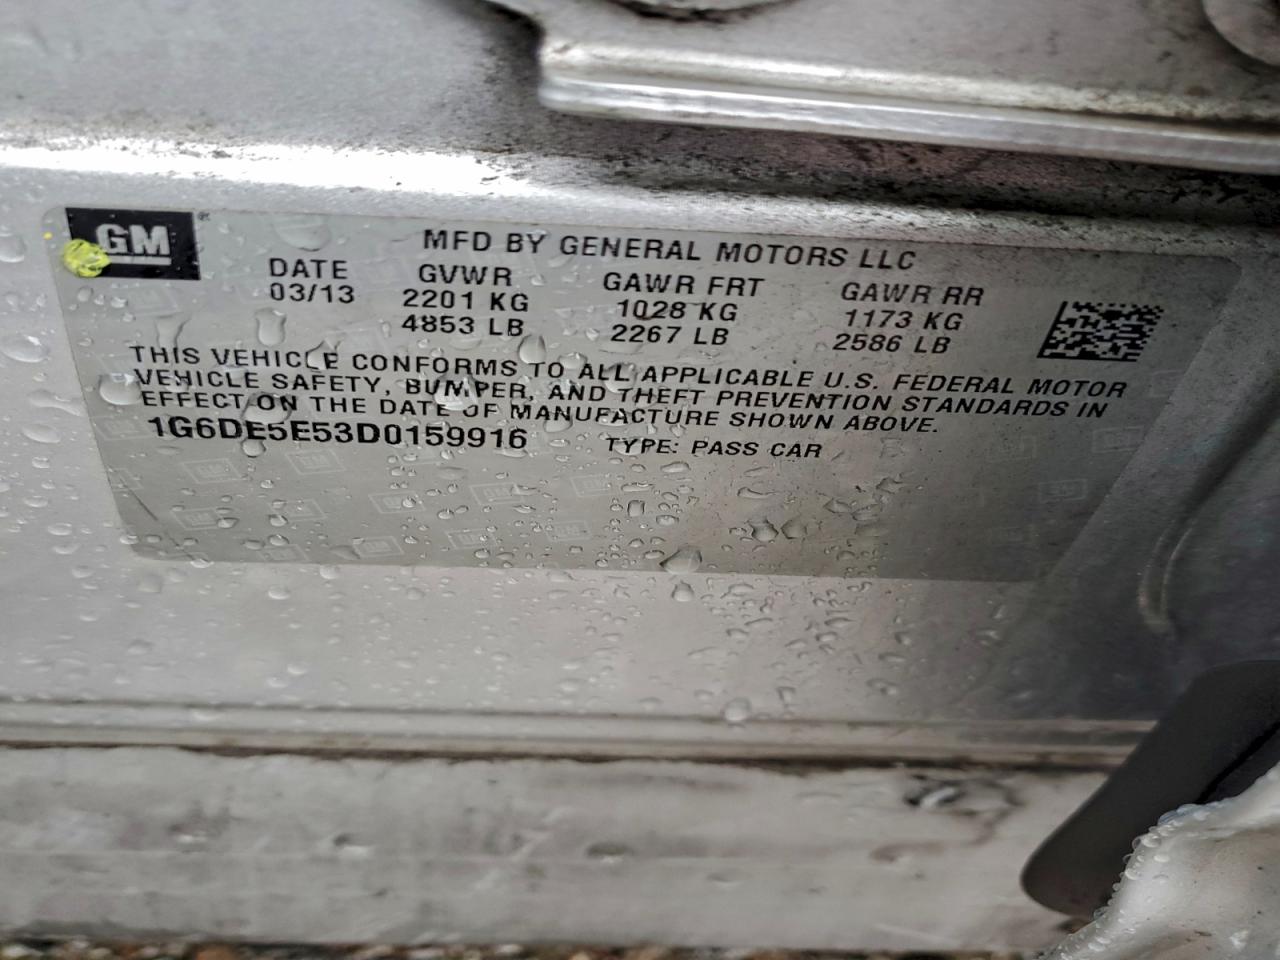 GM
MFD BY GENERAL MOTORS LLC
DATE GVWR GAWR FRT GAWR RR
03/13 2201 KG 1028 KG 1173 KG
4853 LB 2267 LB 2586 LB
THIS VEHICLE CONFORMS TO ALL APPLICABLE U.S. FEDERAL MOTOR
VEHICLE SAFETY, BUMPER, AND THEFT PREVENTION STANDARDS IN
EFFECT ON THE DATE OF MANUFACTURE SHOWN ABOVE.
1G6DE5E53D0159916 TYPE: PASS CAR